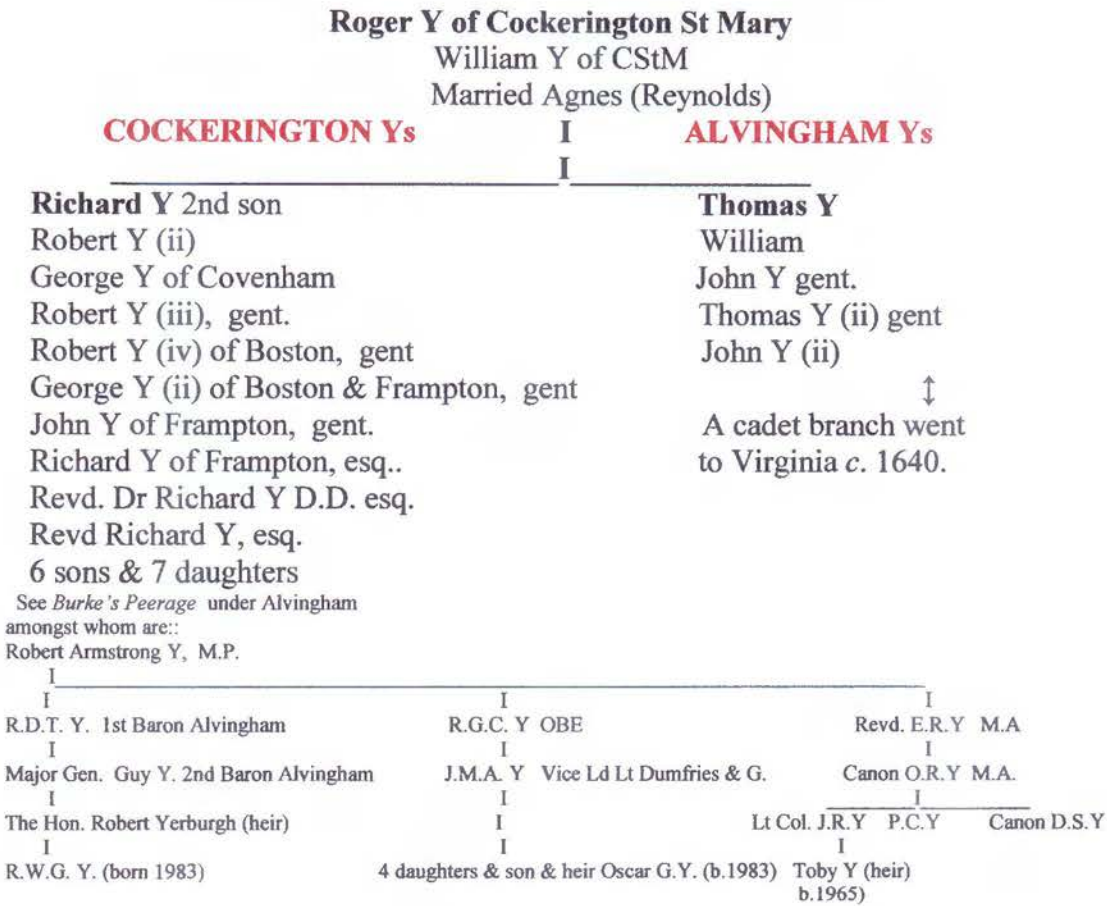 Roger Y of Cockerington St Mary
William Y of CStM
Married Agnes (Reynolds)
COCKERINGTON Ys I ALVINGHAM Ys
I
Richard Y 2nd son
Robert Y (ii)
George Y of Covenham
Robert Y (iii), gent.
Robert Y (iv) of Boston, gent
George Y (ii) of Boston & Frampton, gent
John Y of Frampton, gent.
Richard Y of Frampton, esq..
Revd. Dr Richard Y D.D. esq.
Revd Richard Y, esq.
6 sons & 7 daughters
See Burke's Peerage under Alvingham
amongst whom are::
Thomas Y
William
John Y gent.
Thomas Y (ii) gent
John Y (ii)
↕
A cadet branch went
to Virginia c. 1640.
Robert Armstrong Y, M.P.
I
I I I
R.D.T. Y. 1st Baron Alvingham R.G.C. Y OBE Revd. E.R.Y M.A
I I I
Major Gen. Guy Y. 2nd Baron Alvingham J.M.A. Y Vice Ld Lt Dumfries & G. Canon O.R.Y M.A.
I I I
The Hon. Robert Yerburgh (heir) I Lt Col. J.R.Y P.C.Y Canon D.S.Y
I I I
R.W.G. Y. (born 1983) 4 daughters & son & heir Oscar G.Y. (b.1983) Toby Y (heir)
b.1965)